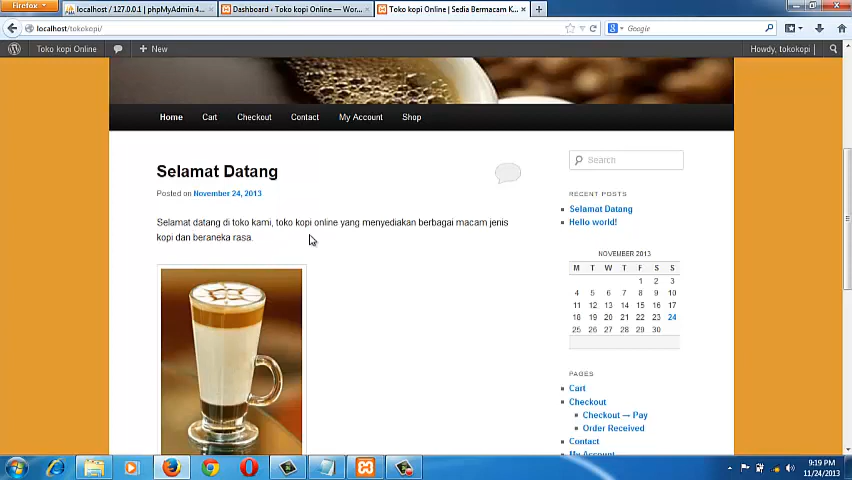 Firefox
localhost / 127.0.0.1 | phpMyAdmin 4...
Dashboard ‹ Toko kopi Online — Wor...
Toko kopi Online | Sedia Bermacam K...
localhost/tokokopi/
Google
Toko kopi Online
New
Howdy, tokokopi
Home
Cart
Checkout
Contact
My Account
Shop
Selamat Datang
Posted on November 24, 2013
Selamat datang di toko kami, toko kopi online yang menyediakan berbagai macam jenis
kopi dan beraneka rasa.
Search
RECENT POSTS
Selamat Datang
Hello world!
NOVEMBER 2013
M T W T F S S
1 2 3
4 5 6 7 8 9 10
11 12 13 14 15 16 17
18 19 20 21 22 23 24
25 26 27 28 29 30
PAGES
Cart
Checkout
Checkout → Pay
Order Received
Contact
My Account
9:19 PM
11/24/2013